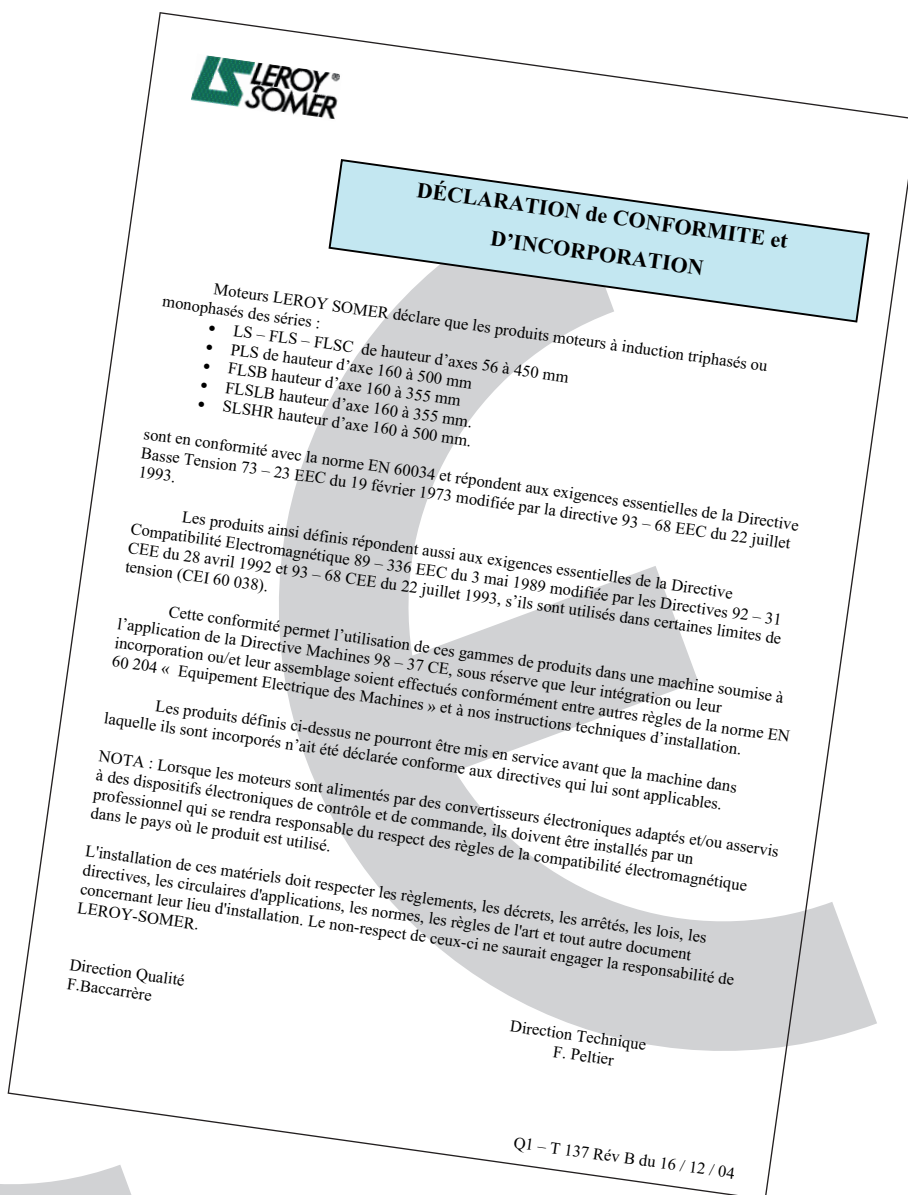 LEROY®
SOMER
DÉCLARATION de CONFORMITE et
D'INCORPORATION
Moteurs LEROY SOMER déclare que les produits moteurs à induction triphasés ou
monophasés des séries :
• LS – FLS – FLSC de hauteur d'axes 56 à 450 mm
• PLS de hauteur d'axe 160 à 500 mm
• FLSB hauteur d'axe 160 à 355 mm
• FLSLB hauteur d'axe 160 à 355 mm.
• SLSHR hauteur d'axe 160 à 500 mm.
sont en conformité avec la norme EN 60034 et répondent aux exigences essentielles de la Directive
Basse Tension 73 – 23 EEC du 19 février 1973 modifiée par la directive 93 – 68 EEC du 22 juillet
1993.
Les produits ainsi définis répondent aussi aux exigences essentielles de la Directive
Compatibilité Electromagnétique 89 – 336 EEC du 3 mai 1989 modifiée par les Directives 92 – 31
CEE du 28 avril 1992 et 93 – 68 CEE du 22 juillet 1993, s'ils sont utilisés dans certaines limites de
tension (CEI 60 038).
Cette conformité permet l'utilisation de ces gammes de produits dans une machine soumise à
l'application de la Directive Machines 98 – 37 CE, sous réserve que leur intégration ou leur
incorporation ou/et leur assemblage soient effectués conformément entre autres règles de la norme EN
60 204 « Equipement Electrique des Machines » et à nos instructions techniques d'installation.
Les produits définis ci-dessus ne pourront être mis en service avant que la machine dans
laquelle ils sont incorporés n'ait été déclarée conforme aux directives qui lui sont applicables.
NOTA : Lorsque les moteurs sont alimentés par des convertisseurs électroniques adaptés et/ou asservis
à des dispositifs électroniques de contrôle et de commande, ils doivent être installés par un
professionnel qui se rendra responsable du respect des règles de la compatibilité électromagnétique
dans le pays où le produit est utilisé.
L'installation de ces matériels doit respecter les règlements, les décrets, les arrêtés, les lois, les
directives, les circulaires d'applications, les normes, les règles de l'art et tout autre document
concernant leur lieu d'installation. Le non-respect de ceux-ci ne saurait engager la responsabilité de
LEROY-SOMER.
Direction Qualité
F.Baccarrère
Direction Technique
F. Peltier
Q1 – T 137 Rév B du 16 / 12 / 04